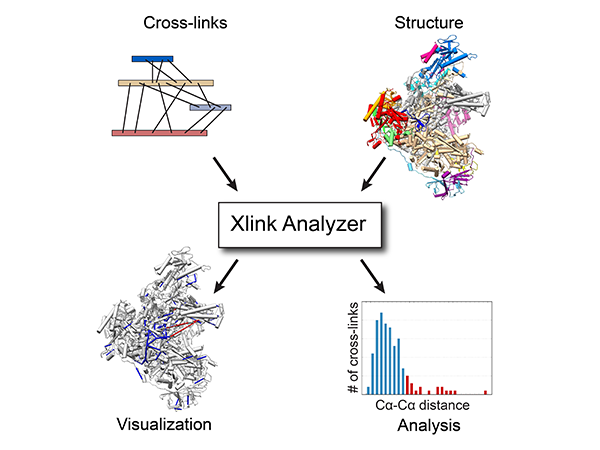 Cross-links
Structure
Xlink Analyzer
# of cross-links
Cα-Cα distance
Visualization
Analysis